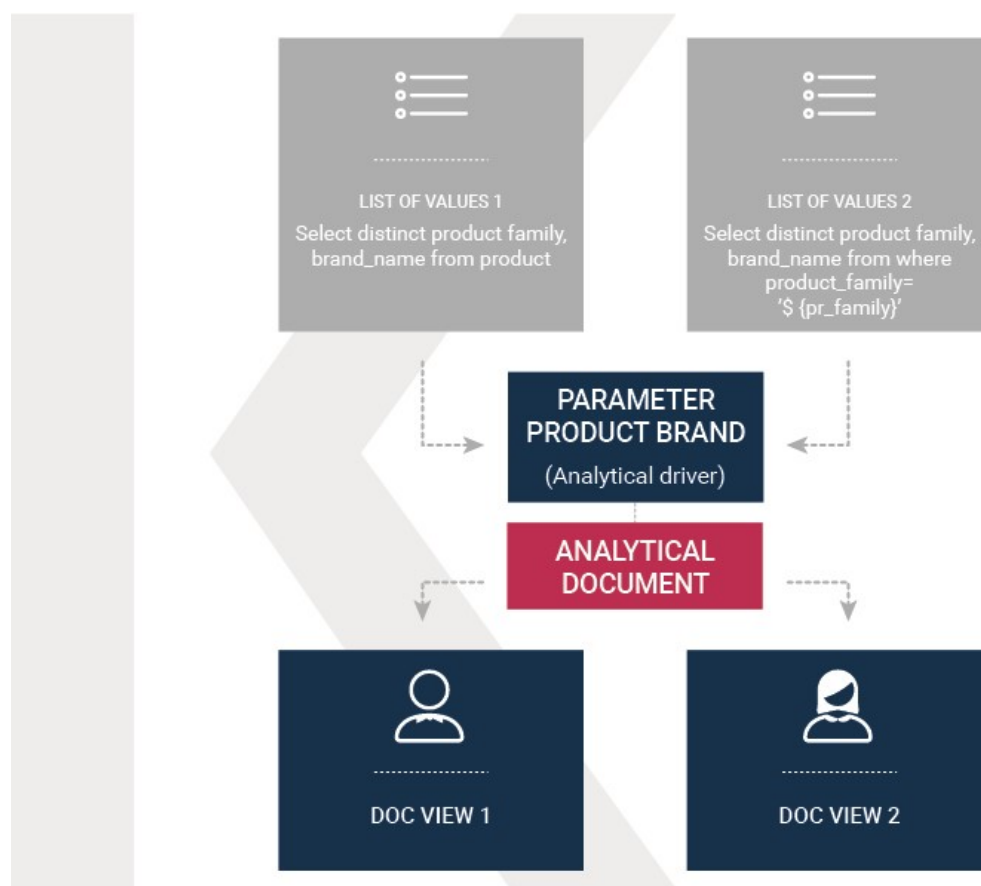 LIST OF VALUES 1
Select distinct product family,
brand_name from product
LIST OF VALUES 2
Select distinct product family,
brand_name from where
product_family=
'$ {pr_family}’
PARAMETER
PRODUCT BRAND
(Analytical driver)
ANALYTICAL
DOCUMENT
DOC VIEW 1
DOC VIEW 2